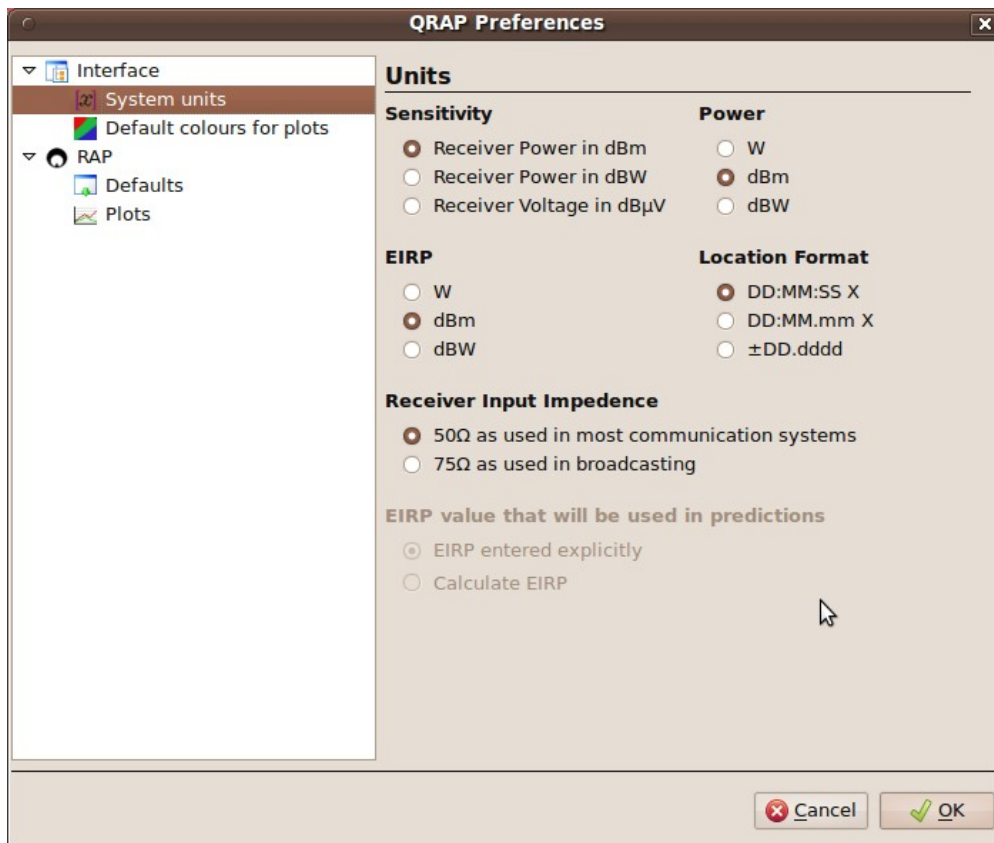 QRAP Preferences
Interface
System units
Default colours for plots
RAP
Defaults
Plots
Units
Sensitivity
Receiver Power in dBm
Receiver Power in dBW
Receiver Voltage in dBµV
Power
W
dBm
dBW
EIRP
W
dBm
dBW
Location Format
DD:MM:SS X
DD:MM.mm X
±DD.dddd
Receiver Input Impedence
50Ω as used in most communication systems
75Ω as used in broadcasting
EIRP value that will be used in predictions
EIRP entered explicitly
Calculate EIRP
Cancel
OK